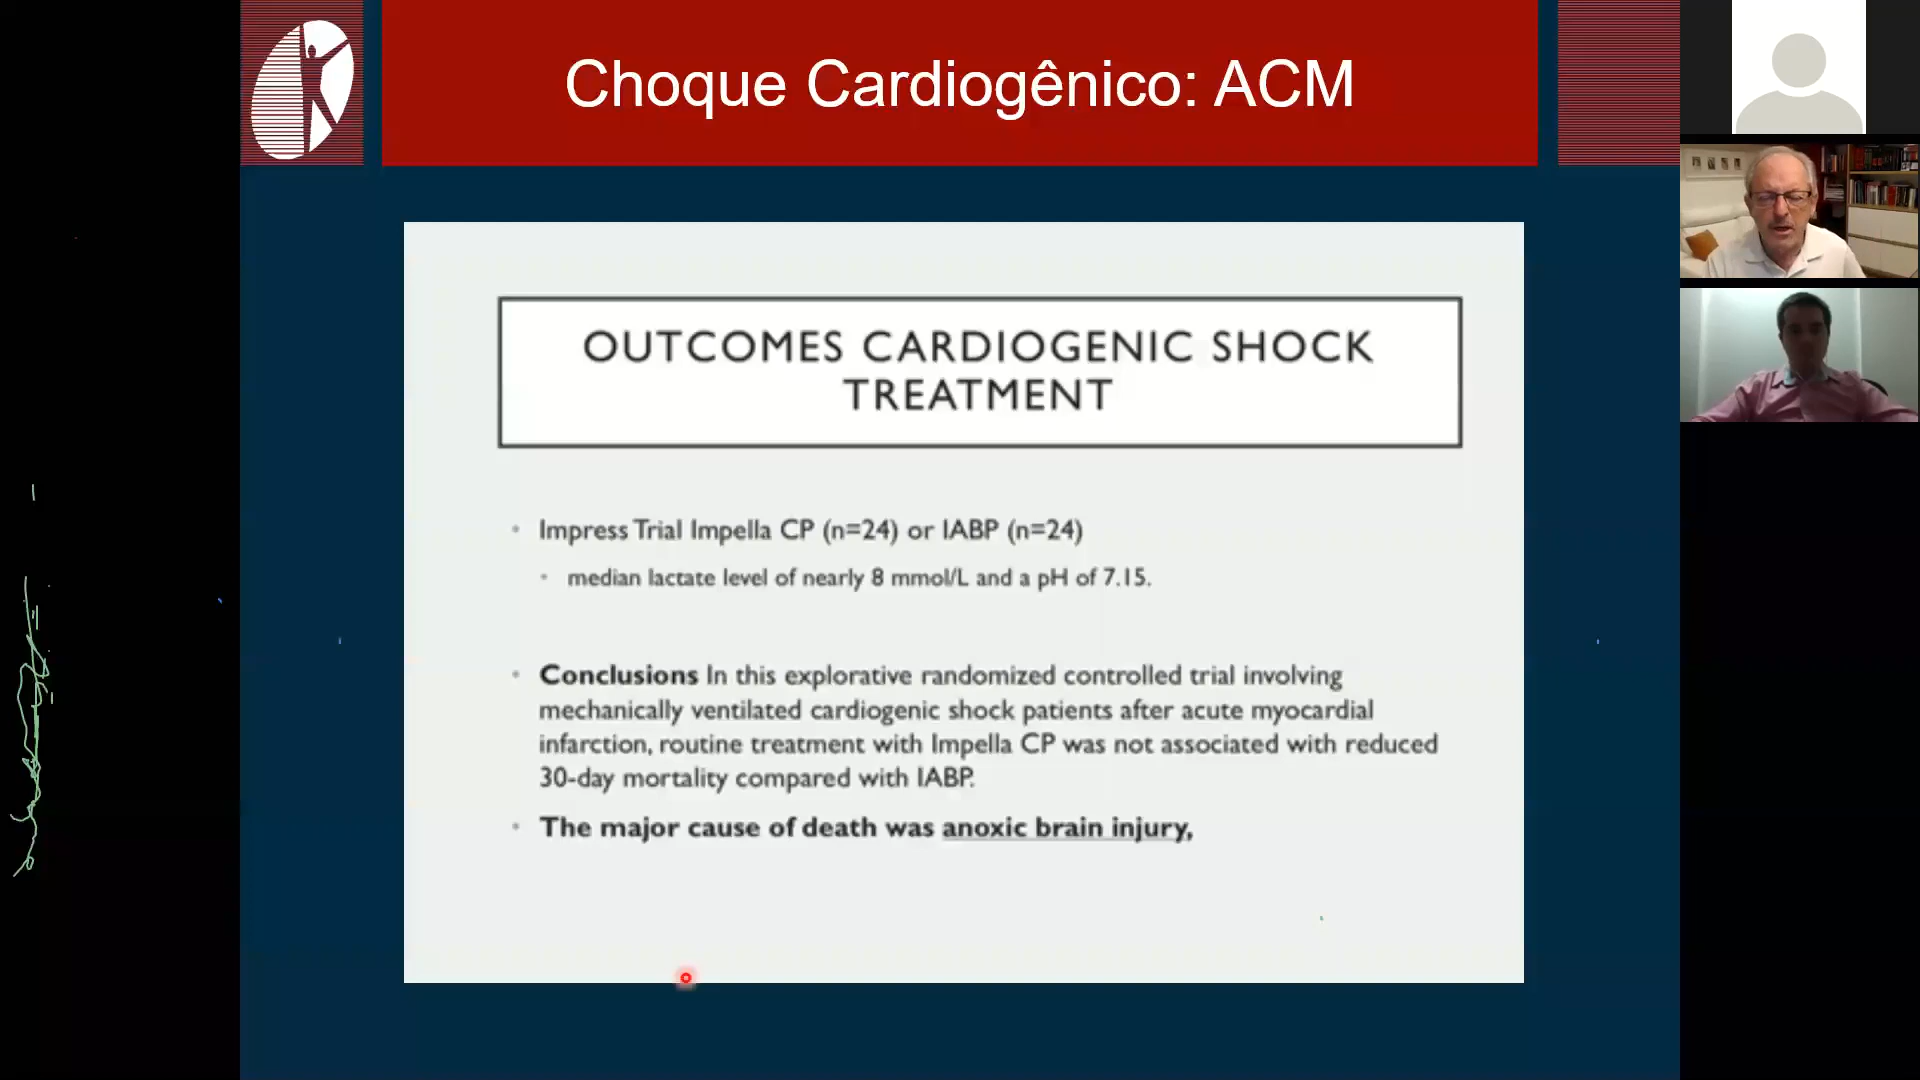 Choque Cardiogênico: ACM
OUTCOMES CARDIOGENIC SHOCK
TREATMENT
• Impress Trial Impella CP (n=24) or IABP (n=24)
• median lactate level of nearly 8 mmol/L and a pH of 7.15.
• Conclusions In this explorative randomized controlled trial involving
mechanically ventilated cardiogenic shock patients after acute myocardial
infarction, routine treatment with Impella CP was not associated with reduced
30-day mortality compared with IABP.
• The major cause of death was anoxic brain injury,